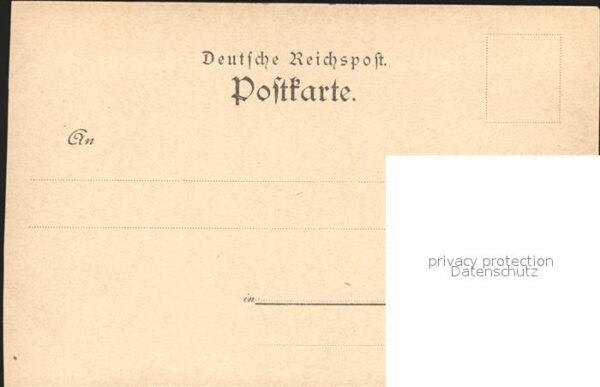 Deutsche Reichspost.
Postkarte.
An
in
privacy protection
Datenschutz